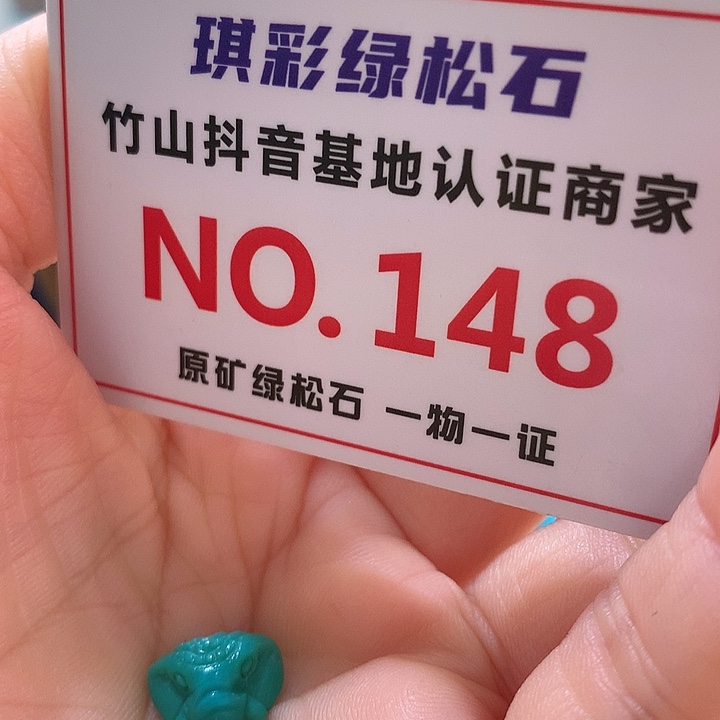 琪彩绿松石
竹山抖音基地认证商家
NO.148
原矿绿松石 一物一证